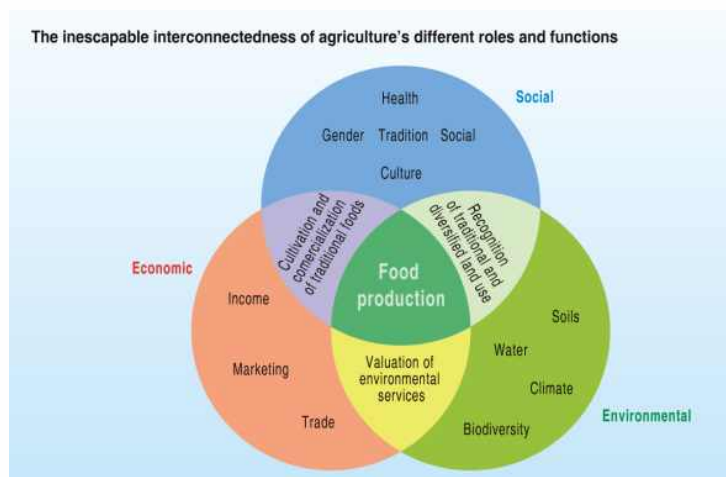 The inescapable interconnectedness of agriculture's different roles and functions
Health
Social
Gender Tradition Social
Culture
Cultivation and
comercialization
of traditional foods
Recognition
of traditional and
diversified land use
Economic
Food
production
Income
Soils
Water
Marketing
Valuation of
environmental
services
Climate
Trade
Biodiversity
Environmental